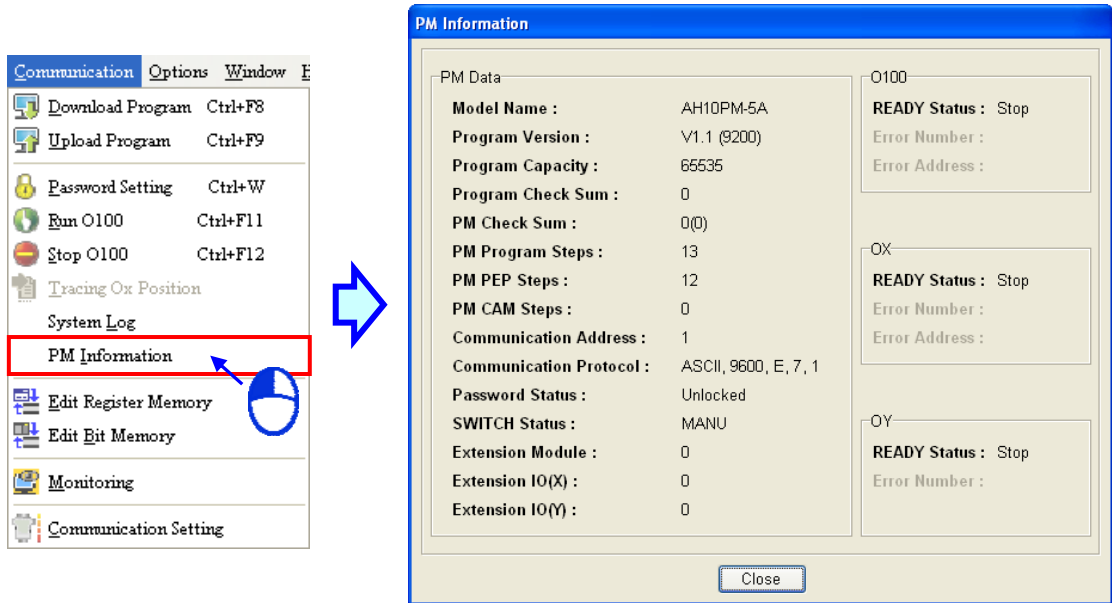 Communication Options Window
Download Program Ctrl+F8
Upload Program Ctrl+F9
Password Setting Ctrl+W
Run O100 Ctrl+F11
Stop O100 Ctrl+F12
Tracing Ox Position
System Log
PM Information
Edit Register Memory
Edit Bit Memory
Monitoring
Communication Setting
PM Information
PM Data
Model Name : AH10PM-5A
Program Version : V1.1 (9200)
Program Capacity : 65535
Program Check Sum : 0
PM Check Sum : 0(0)
PM Program Steps : 13
PM PEP Steps : 12
PM CAM Steps : 0
Communication Address : 1
Communication Protocol : ASCII, 9600, E, 7, 1
Password Status : Unlocked
SWITCH Status : MANU
Extension Module : 0
Extension IO(X) : 0
Extension IO(Y) : 0
O100
READY Status : Stop
Error Number :
Error Address :
OX
READY Status : Stop
Error Number :
Error Address :
OY
READY Status : Stop
Error Number :
Close